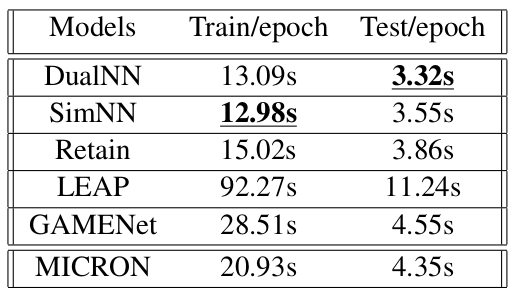 Models Train/epoch Test/epoch
DualNN 13.09s 3.32s
SimNN 12.98s 3.55s
Retain 15.02s 3.86s
LEAP 92.27s 11.24s
GAMENet 28.51s 4.55s
MICRON 20.93s 4.35s